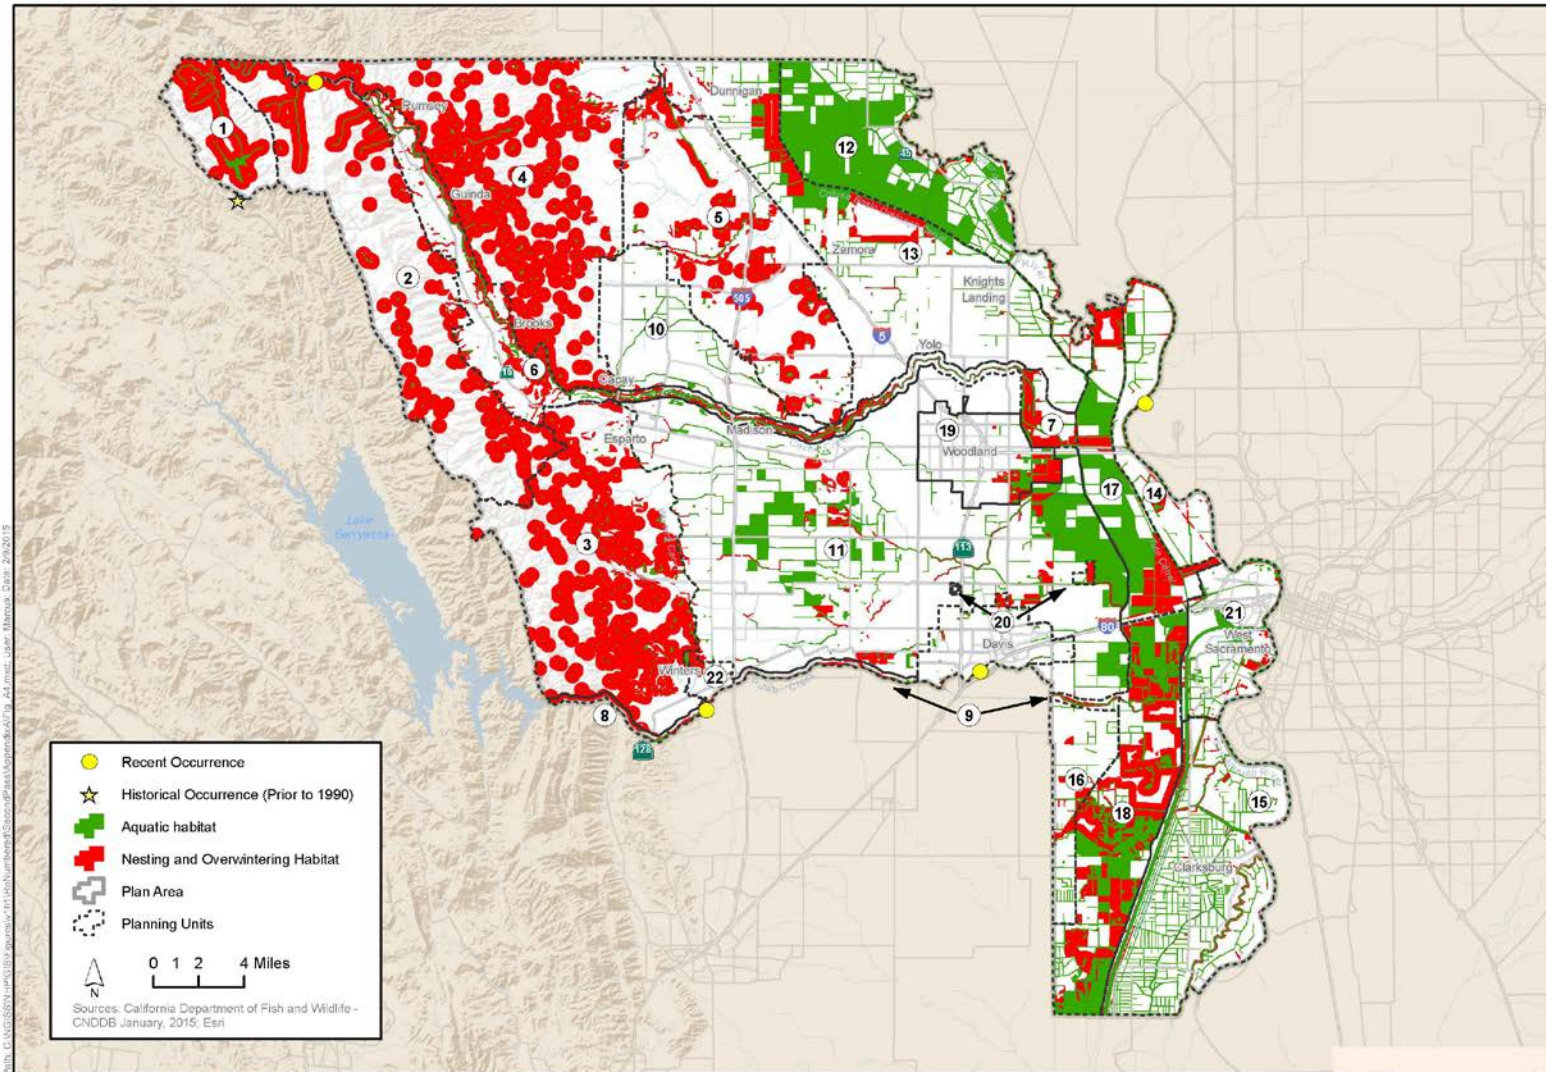 Dunnigan
12
45
Rumsey
1
4
Guinda
5
Zamora
13
2
Knights
Landing
505
10
5
Brooks
Yolo
6
16
Capay
7
19
Madison
Esparto
Woodland
17
14
Lake
Berryessa
3
11
113
20
21
80
Davis
West
Sacramento
Winters
22
9
8
128
16
18
15
Clarksburg
Recent Occurrence
Historical Occurrence (Prior to 1990)
Aquatic habitat
Nesting and Overwintering Habitat
Plan Area
Planning Units
0 1 2 4 Miles
N
Sources: California Department of Fish and Wildlife -
CNDDB January, 2015; Esri